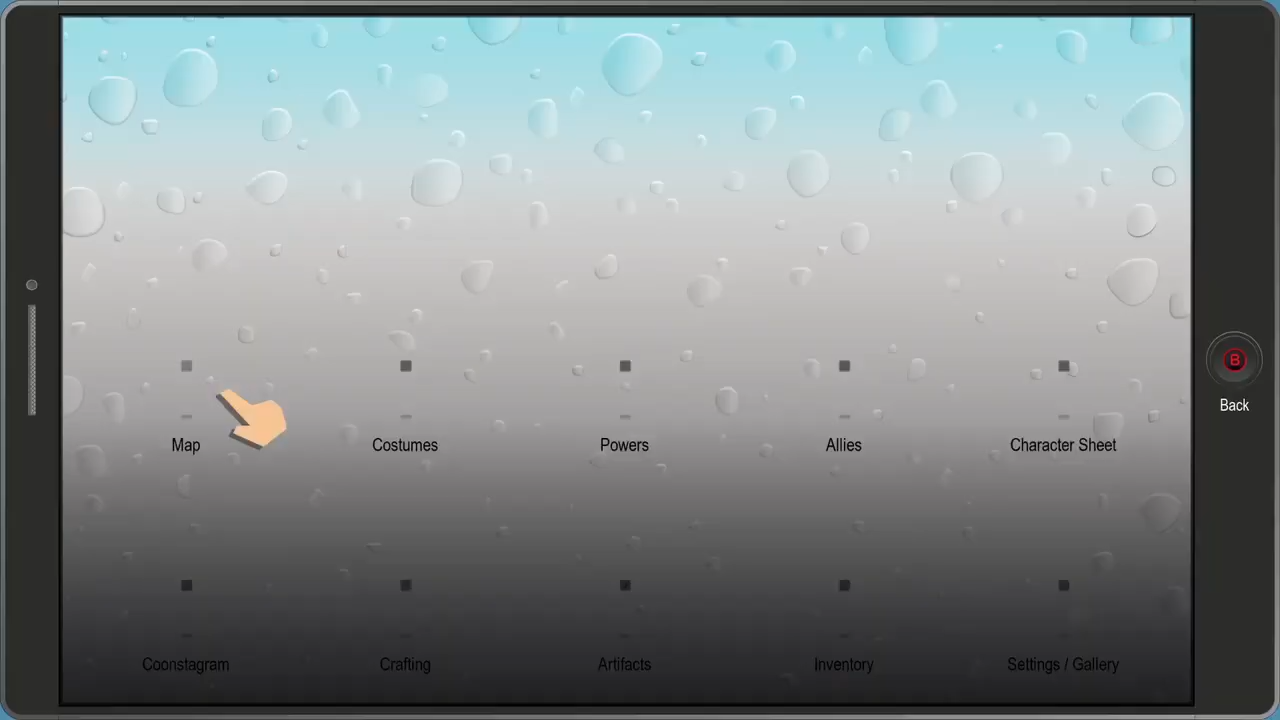 B
Back
Map
Costumes
Powers
Allies
Character Sheet
Coonstagram
Crafting
Artifacts
Inventory
Settings / Gallery